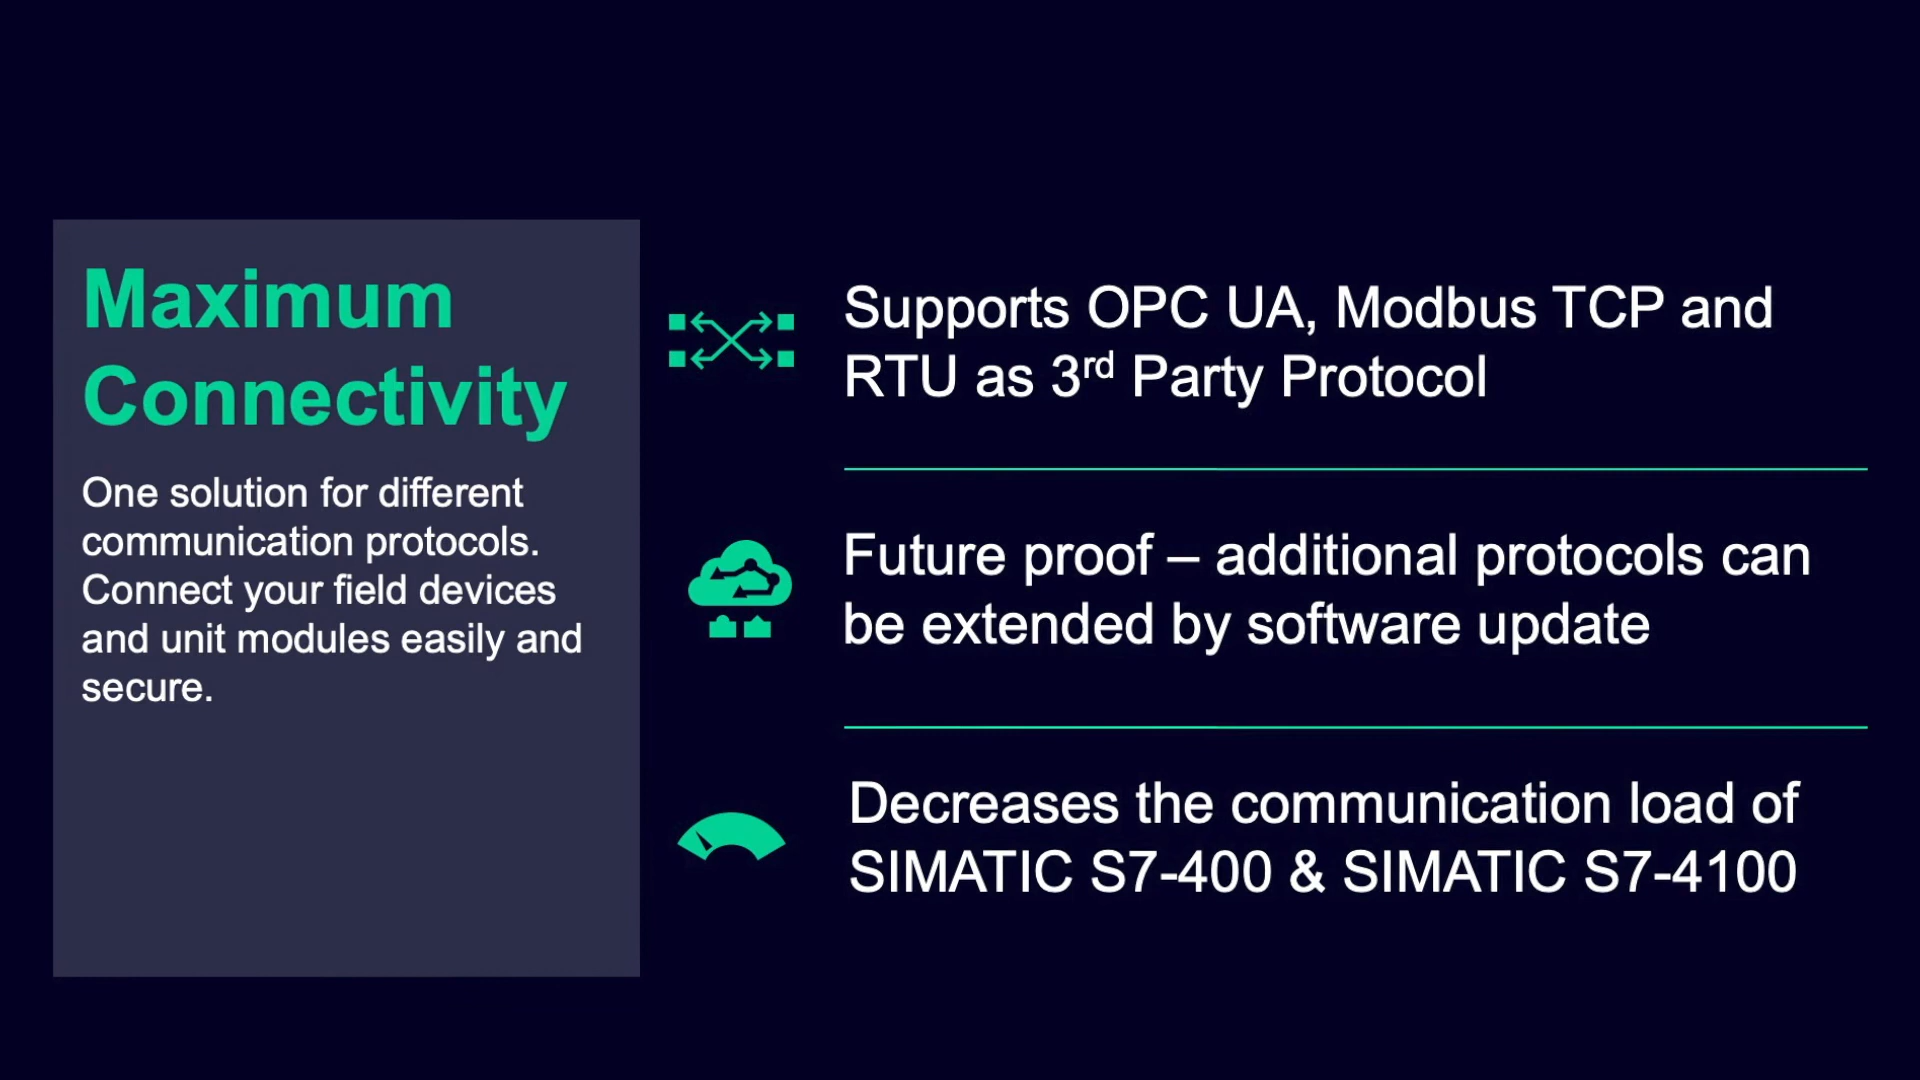 Maximum
Connectivity
One solution for different
communication protocols.
Connect your field devices
and unit modules easily and
secure.
Supports OPC UA, Modbus TCP and
RTU as 3rd Party Protocol
Future proof – additional protocols can
be extended by software update
Decreases the communication load of
SIMATIC S7-400 & SIMATIC S7-4100